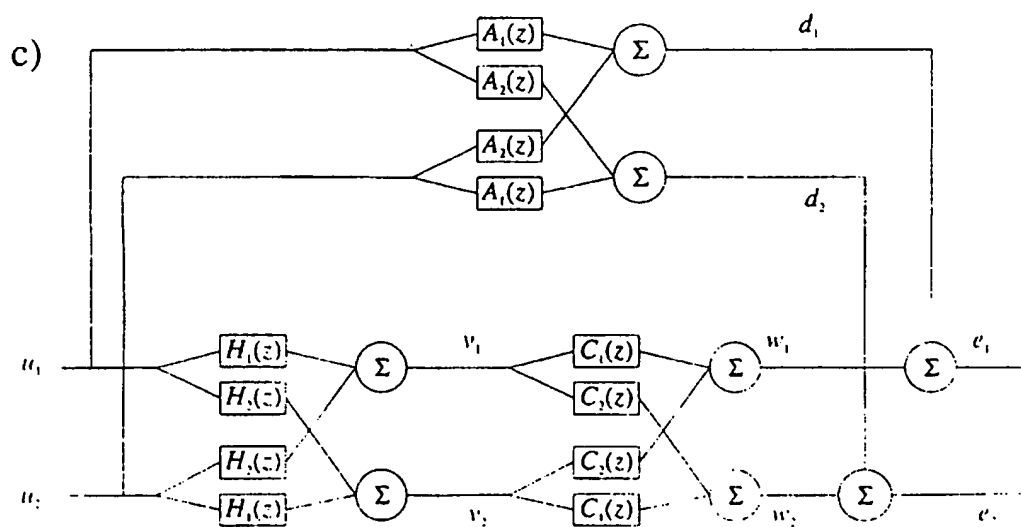 c)
A₁(z) Σ d₁
A₂(z)
A₂(z)
A₁(z) Σ d₂
u₁ H₁(z) Σ v₁ C₁(z) Σ w₁ Σ e₁
H₂(z) C₂(z)
H₂(z) C₂(z)
u₂ H₁(z) Σ v₂ C₁(z) Σ w₂ Σ e₂